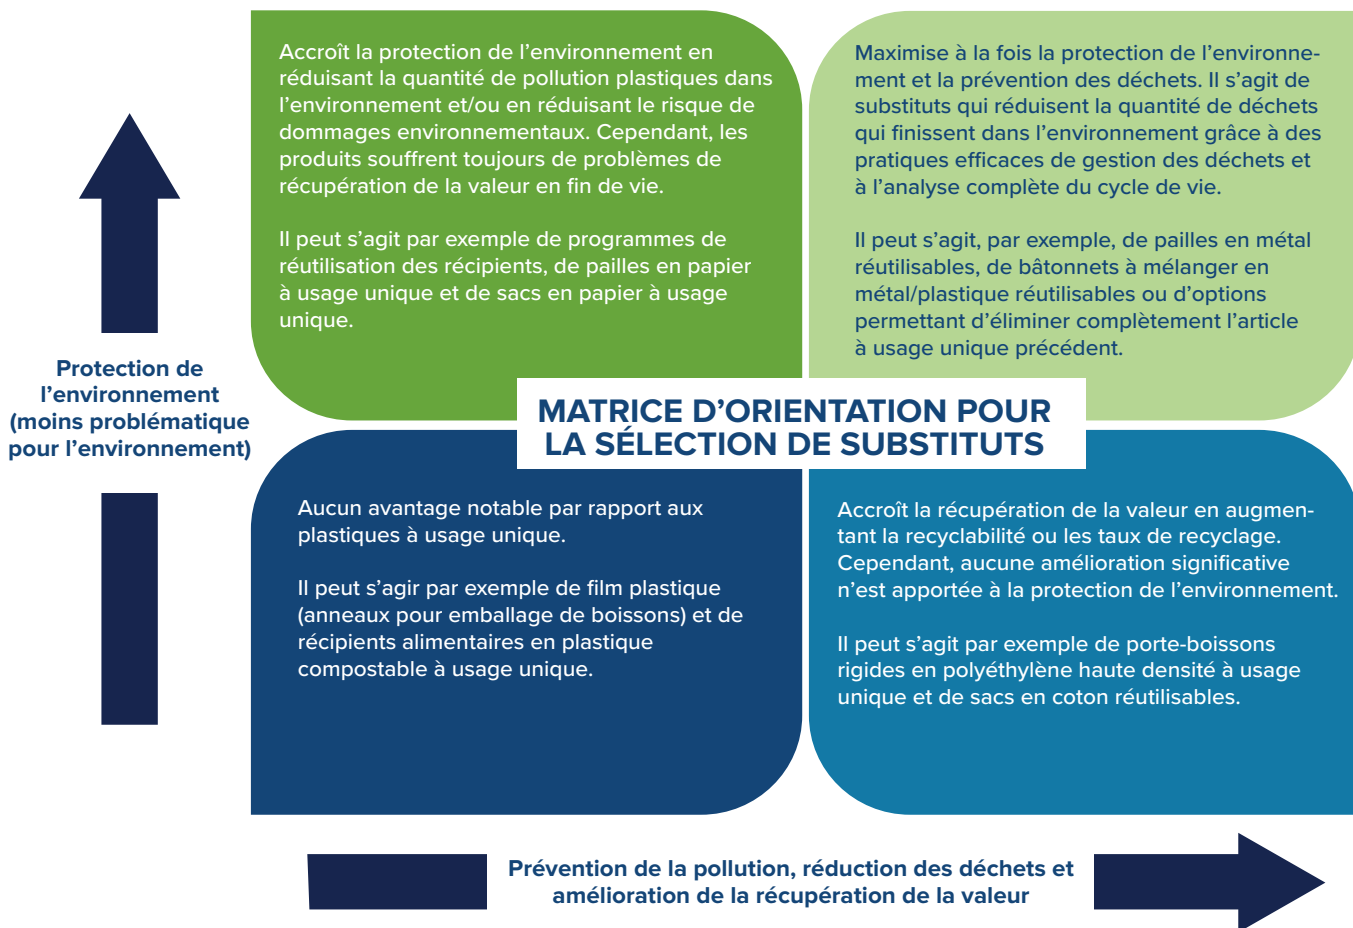 Accroît la protection de l'environnement en
réduisant la quantité de pollution plastiques dans
l'environnement et/ou en réduisant le risque de
dommages environnementaux. Cependant, les
produits souffrent toujours de problèmes de
récupération de la valeur en fin de vie.
Il peut s'agit par exemple de programmes de
réutilisation des récipients, de pailles en papier
à usage unique et de sacs en papier à usage
unique.
Maximise à la fois la protection de l'environne-
ment et la prévention des déchets. Il s'agit de
substituts qui réduisent la quantité de déchets
qui finissent dans l'environnement grâce à des
pratiques efficaces de gestion des déchets et
à l'analyse complète du cycle de vie.
Il peut s'agit, par exemple, de pailles en métal
réutilisables, de bâtonnets à mélanger en
métal/plastique réutilisables ou d'options
permettant d'éliminer complètement l'article
à usage unique précédent.
Protection de
l'environnement
(moins problématique
pour l'environnement)
MATRICE D'ORIENTATION POUR
LA SÉLECTION DE SUBSTITUTS
Aucun avantage notable par rapport aux
plastiques à usage unique.
Il peut s'agir par exemple de film plastique
(anneaux pour emballage de boissons) et de
récipients alimentaires en plastique
compostable à usage unique.
Accroît la récupération de la valeur en augmen-
tant la recyclabilité ou les taux de recyclage.
Cependant, aucune amélioration significative
n'est apportée à la protection de l'environnement.
Il peut s'agit par exemple de porte-boissons
rigides en polyéthylène haute densité à usage
unique et de sacs en coton réutilisables.
Prévention de la pollution, réduction des déchets et
amélioration de la récupération de la valeur